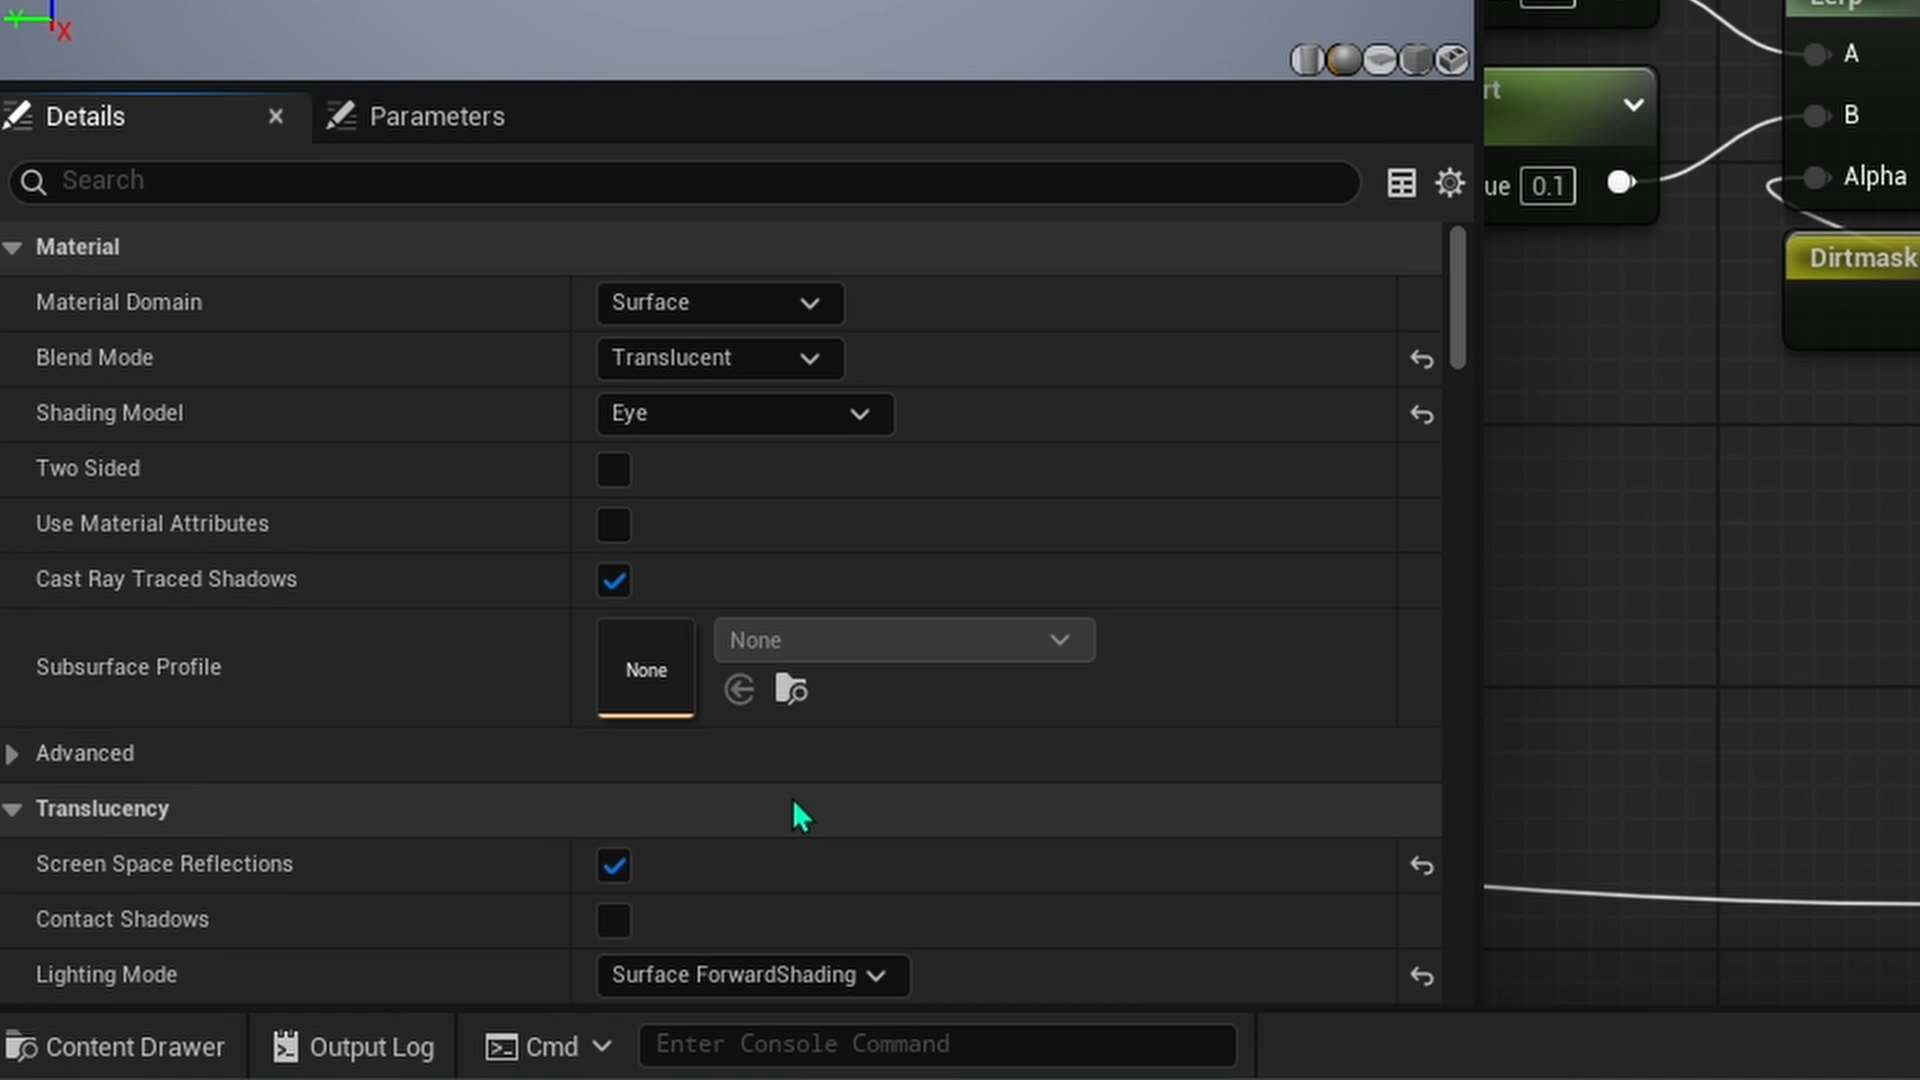 Y
X
Details
Parameters
Search
Material
Material Domain
Surface
Blend Mode
Translucent
Shading Model
Eye
Two Sided
Use Material Attributes
Cast Ray Traced Shadows
Subsurface Profile
None
None
Advanced
Translucency
Screen Space Reflections
Contact Shadows
Lighting Mode
Surface ForwardShading
Content Drawer
Output Log
Cmd
Enter Console Command
rt
ue 0.1
Lerp
A
B
Alpha
Dirtmask